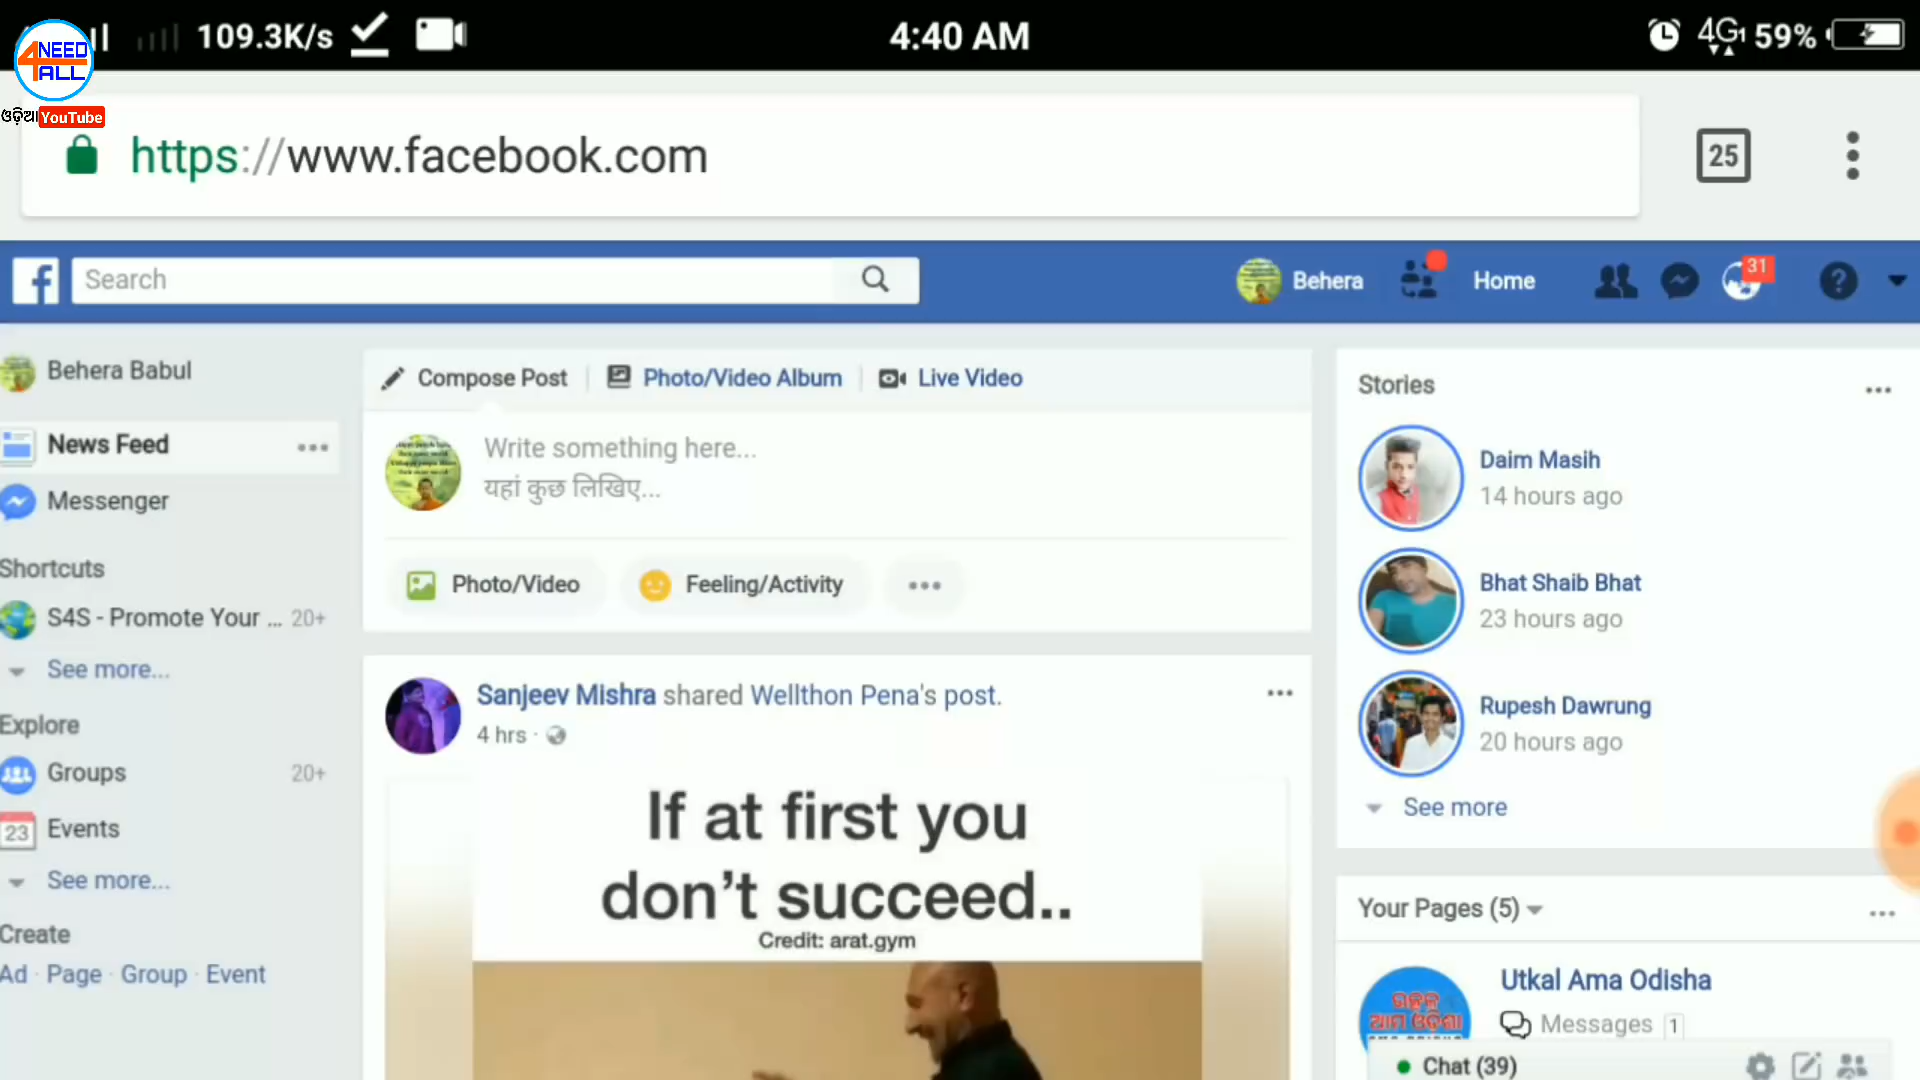 109.3K/s
4:40 AM
4G 59%
4NEED
ALL
ଓଡ଼ିଆ YouTube
https://www.facebook.com
25
Search
Behera
Home
31
Behera Babul
News Feed
Messenger
Shortcuts
S4S - Promote Your ... 20+
See more...
Explore
Groups 20+
23 Events
See more...
Create
Ad · Page · Group · Event
Compose Post
Photo/Video Album
Live Video
Write something here...
यहां कुछ लिखिए...
Photo/Video
Feeling/Activity
Sanjeev Mishra shared Wellthon Pena's post.
4 hrs ·
If at first you
don't succeed..
Credit: arat.gym
Stories
Daim Masih
14 hours ago
Bhat Shaib Bhat
23 hours ago
Rupesh Dawrung
20 hours ago
See more
Your Pages (5)
Utkal Ama Odisha
ଉତ୍କଳ
ଆମ ଓଡ଼ିଶା
Messages 1
Chat (39)